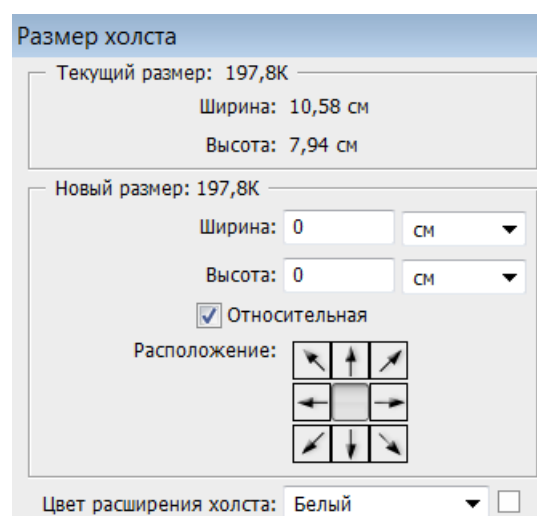 Размер холста
Текущий размер: 197,8K
Ширина: 10,58 см
Высота: 7,94 см
Новый размер: 197,8K
Ширина: 0 см
Высота: 0 см
Относительная
Расположение:
Цвет расширения холста: Белый